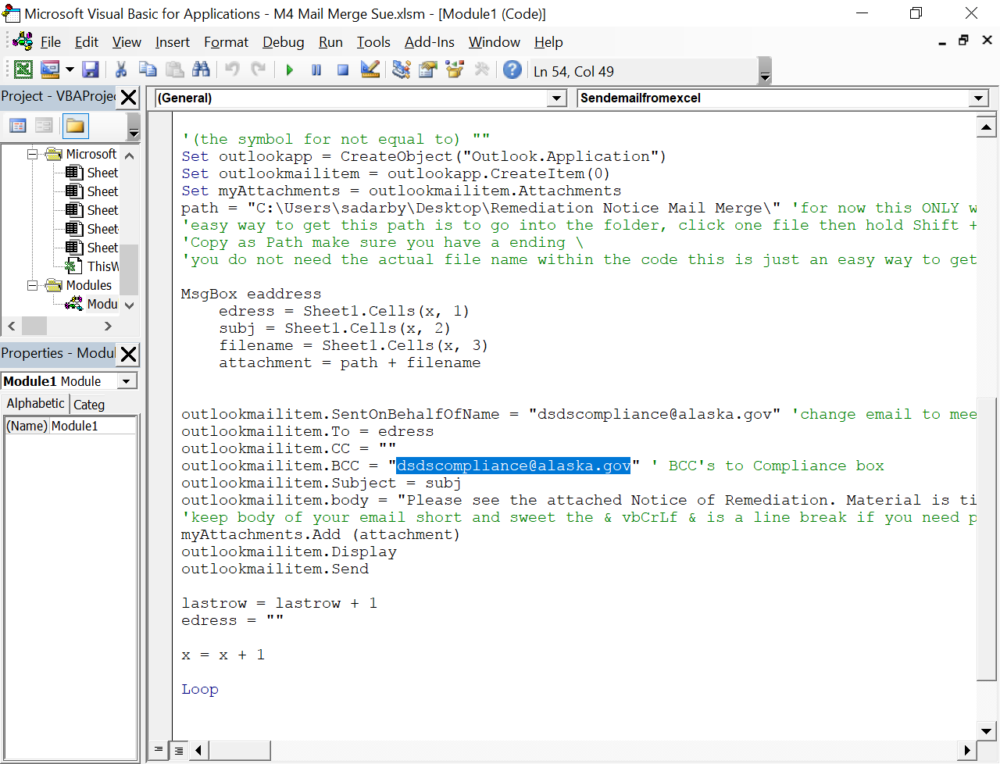 Microsoft Visual Basic for Applications - M4 Mail Merge Sue.xlsm - [Module1 (Code)]
File Edit View Insert Format Debug Run Tools Add-Ins Window Help
Ln 54, Col 49
Project - VBAProje
(General)
Sendemailfromexcel
Microsoft
Sheet
Sheet
Sheet
Sheet
Sheet
ThisW
Modules
Modu
Properties - Modul
Module1 Module
Alphabetic Categ
(Name) Module1
'(the symbol for not equal to) ""
Set outlookapp = CreateObject("Outlook.Application")
Set outlookmailitem = outlookapp.CreateItem(0)
Set myAttachments = outlookmailitem.Attachments
path = "C:\Users\sadarby\Desktop\Remediation Notice Mail Merge\" 'for now this ONLY w
'easy way to get this path is to go into the folder, click one file then hold Shift +
'Copy as Path make sure you have a ending \
'you do not need the actual file name within the code this is just an easy way to get
MsgBox eaddress
edress = Sheet1.Cells(x, 1)
subj = Sheet1.Cells(x, 2)
filename = Sheet1.Cells(x, 3)
attachment = path + filename
outlookmailitem.SentOnBehalfOfName = "dsdscompliance@alaska.gov" 'change email to mee
outlookmailitem.To = edress
outlookmailitem.CC = ""
outlookmailitem.BCC = "dsdscompliance@alaska.gov" ' BCC's to Compliance box
outlookmailitem.Subject = subj
outlookmailitem.body = "Please see the attached Notice of Remediation. Material is ti
'keep body of your email short and sweet the & vbCrLf & is a line break if you need p
myAttachments.Add (attachment)
outlookmailitem.Display
outlookmailitem.Send
lastrow = lastrow + 1
edress = ""
x = x + 1
Loop